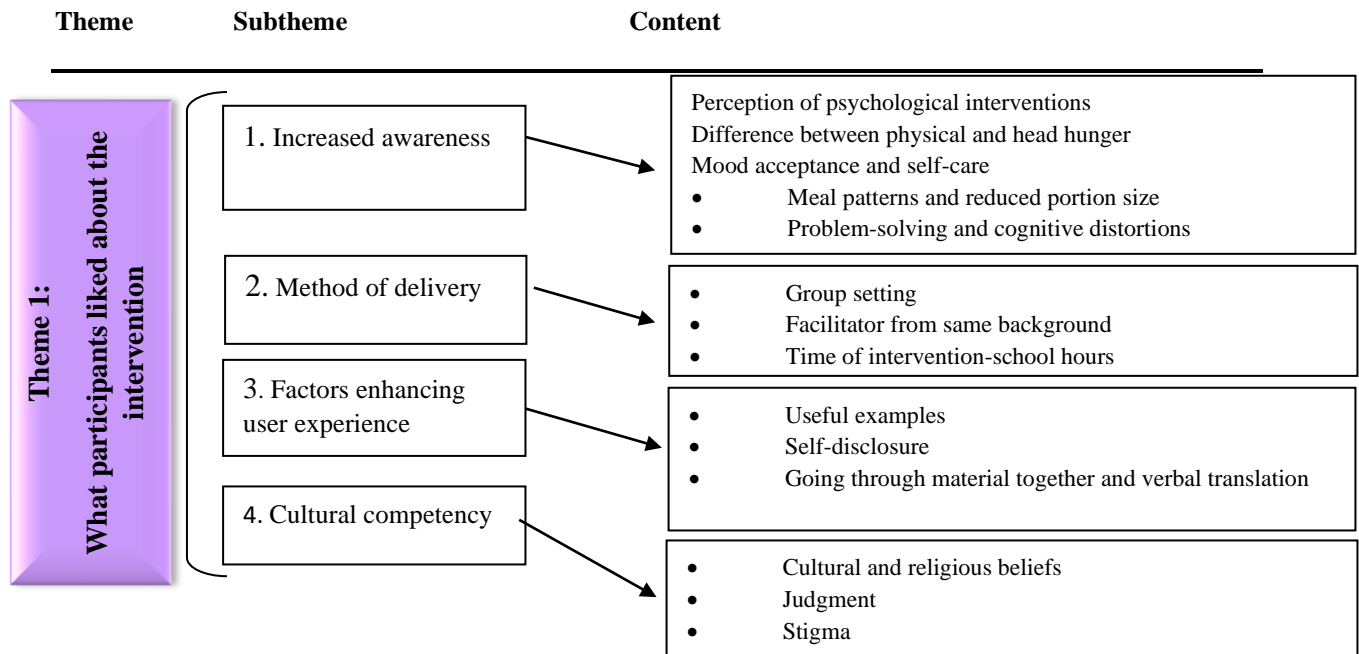 Theme Subtheme Content
Theme 1:
What participants liked about the
intervention
1. Increased awareness
Perception of psychological interventions
Difference between physical and head hunger
Mood acceptance and self-care
• Meal patterns and reduced portion size
• Problem-solving and cognitive distortions
2. Method of delivery
• Group setting
• Facilitator from same background
• Time of intervention-school hours
3. Factors enhancing
user experience
• Useful examples
• Self-disclosure
• Going through material together and verbal translation
4. Cultural competency
• Cultural and religious beliefs
• Judgment
• Stigma